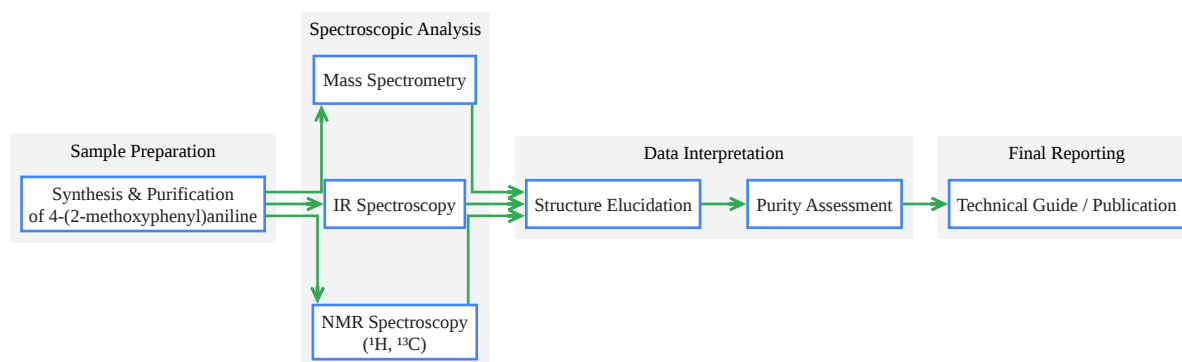 Spectroscopic Analysis
Mass Spectrometry
Sample Preparation
Synthesis & Purification
of 4-(2-methoxyphenyl)aniline
IR Spectroscopy
NMR Spectroscopy
(¹H, ¹³C)
Data Interpretation
Structure Elucidation
Purity Assessment
Final Reporting
Technical Guide / Publication